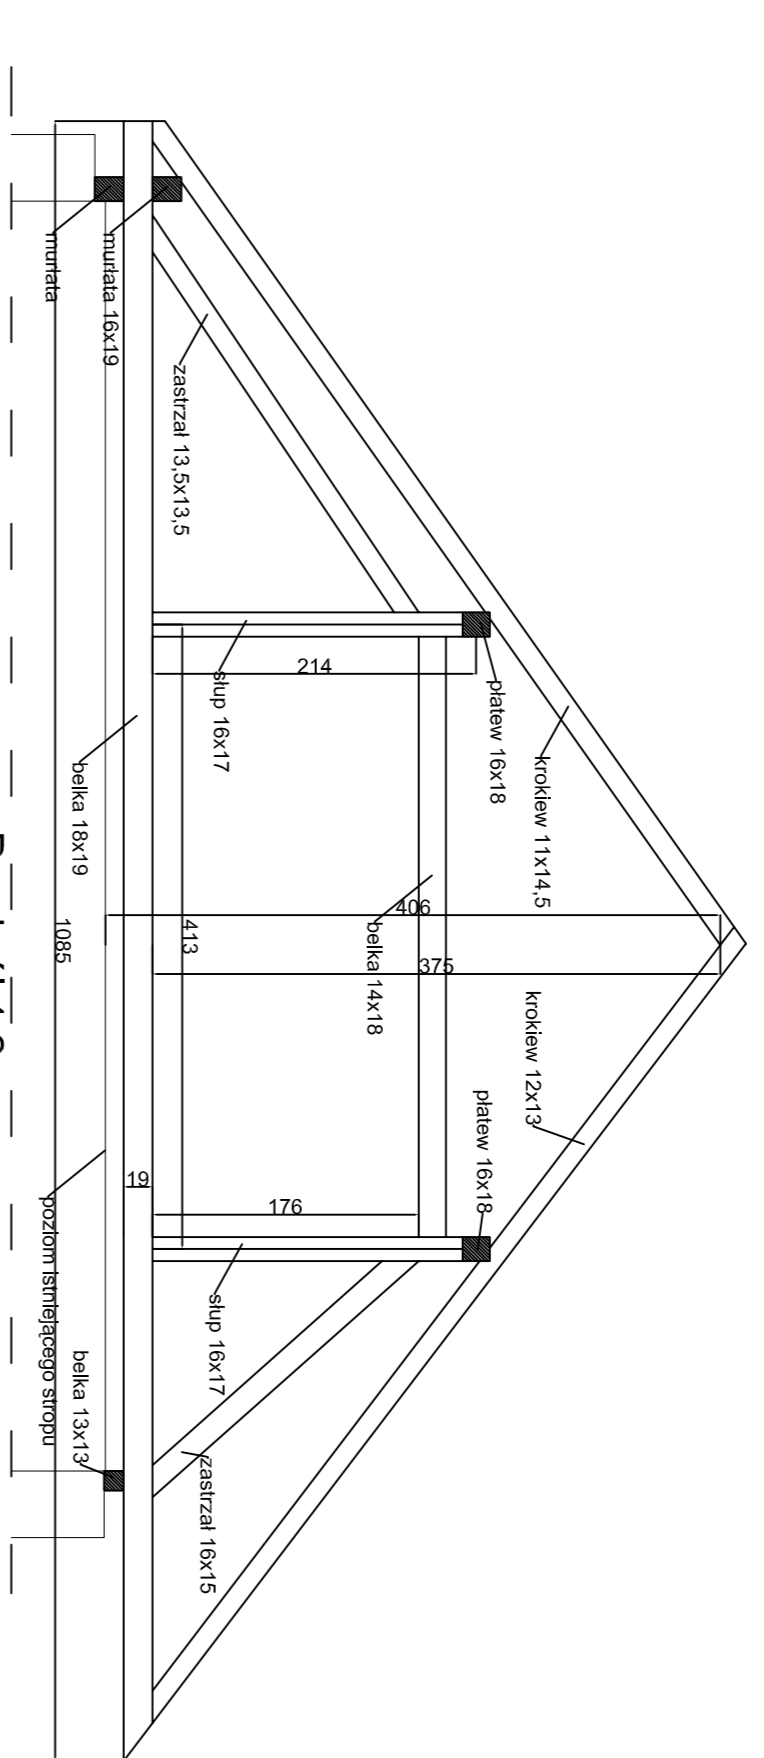 murłata
murłata 16x19
zastrzał 13,5x13,5
słup 16x17
214
płatew 16x18
krokiew 11x14,5
belka 18x19
1085
413
406
375
belka 14x18
krokiew 12x13
płatew 16x18
19
176
poziom istniejącego stropu
belka 13x13
słup 16x17
zastrzał 16x15